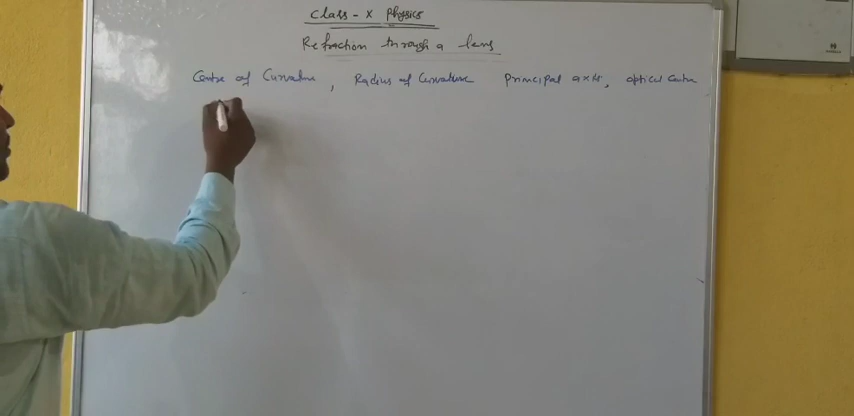 Class - X Physics
Refraction through a lens
Centre of Curvature, Radius of Curvature Principal axis, optical Centre